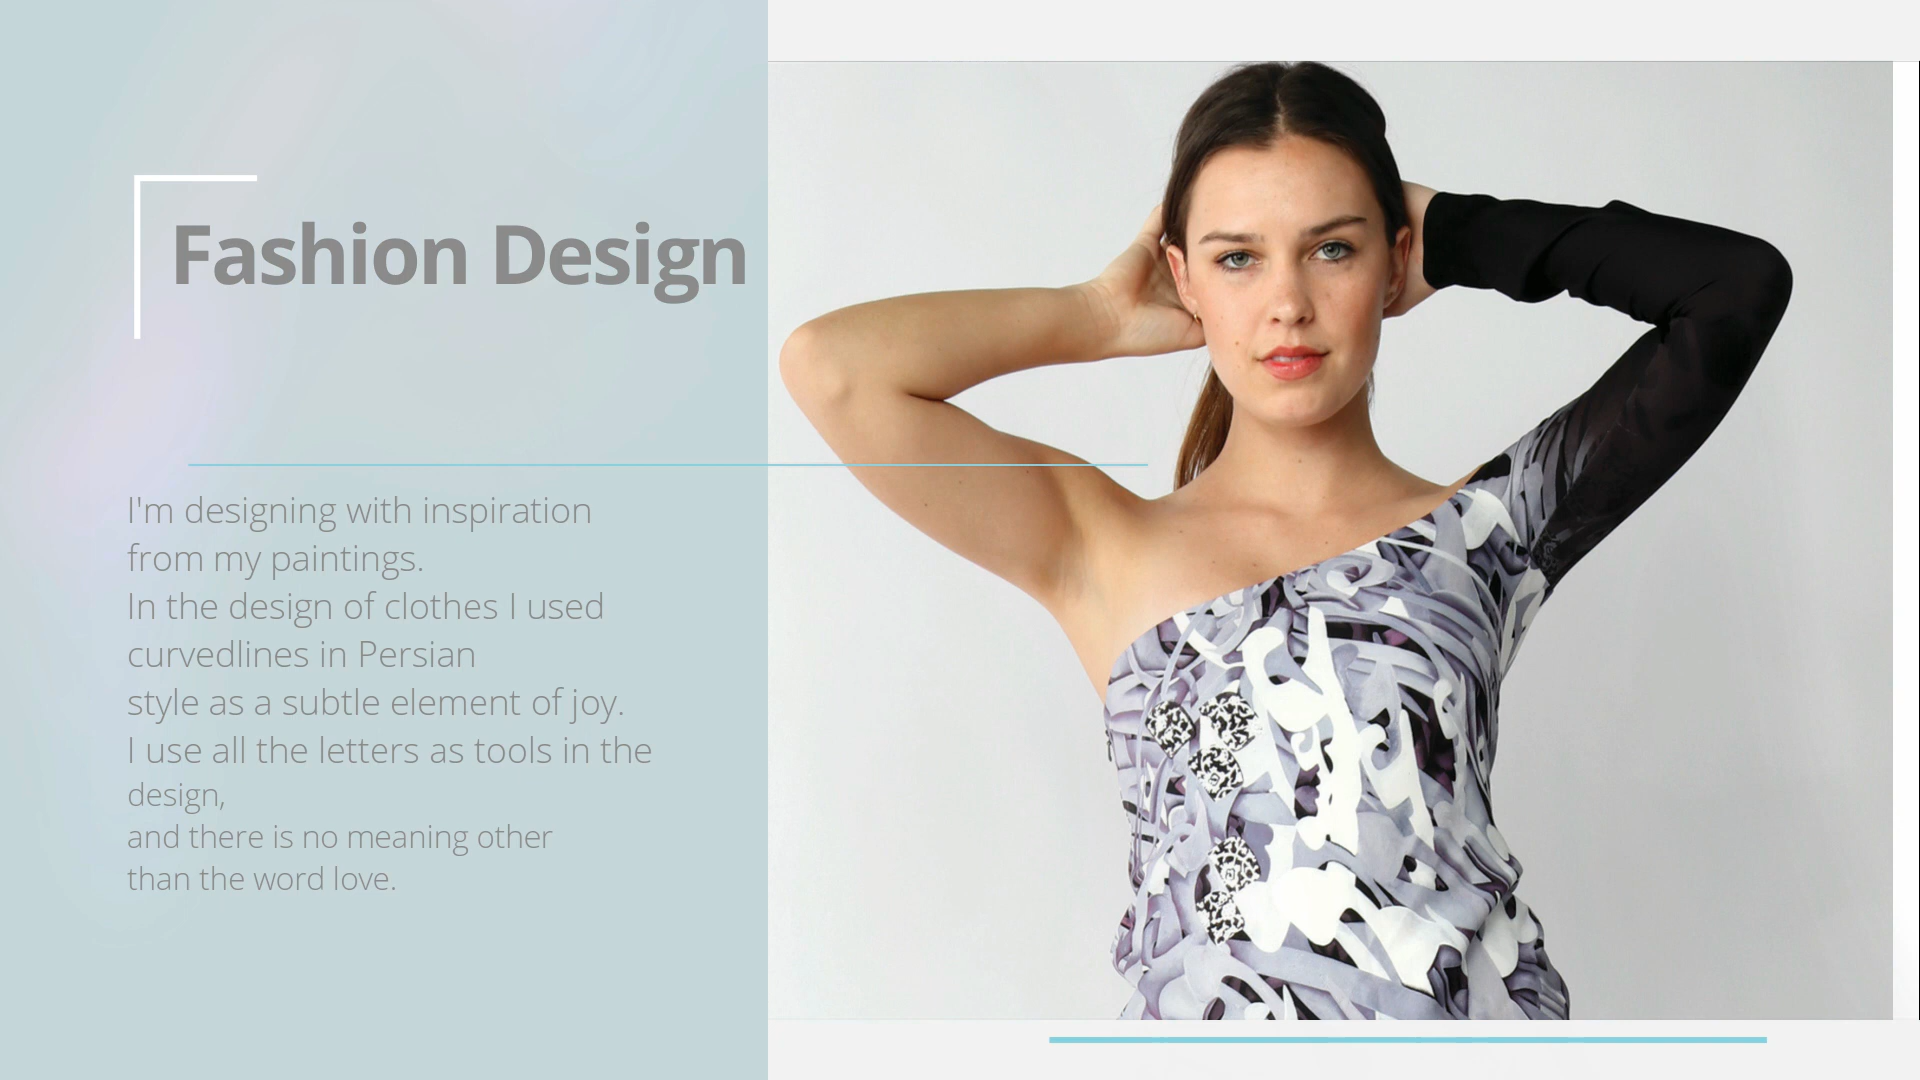 Fashion Design
I'm designing with inspiration
from my paintings.
In the design of clothes I used
curvedlines in Persian
style as a subtle element of joy.
I use all the letters as tools in the
design,
and there is no meaning other
than the word love.